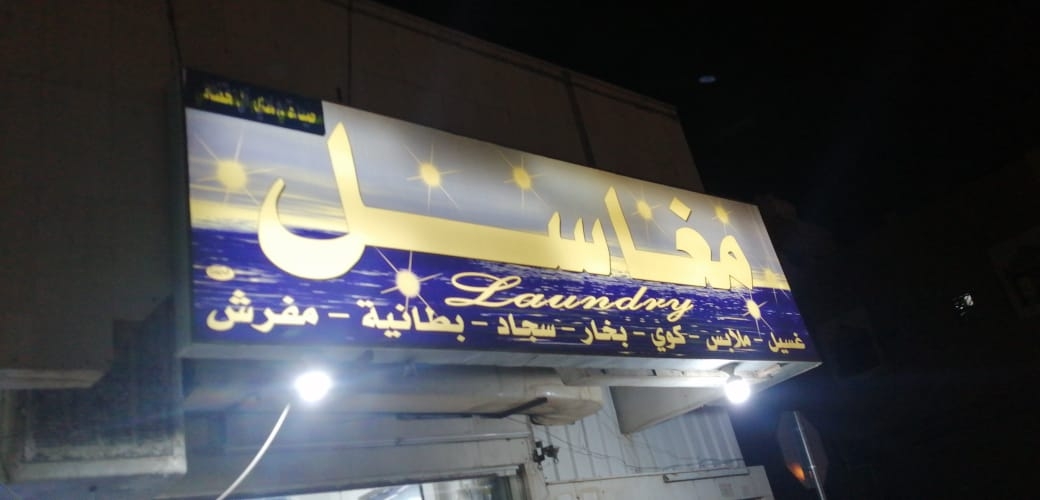 مغاسل
Laundry
غسيل - ملابس - كوي - بخار - سجاد - بطانية - مفرش